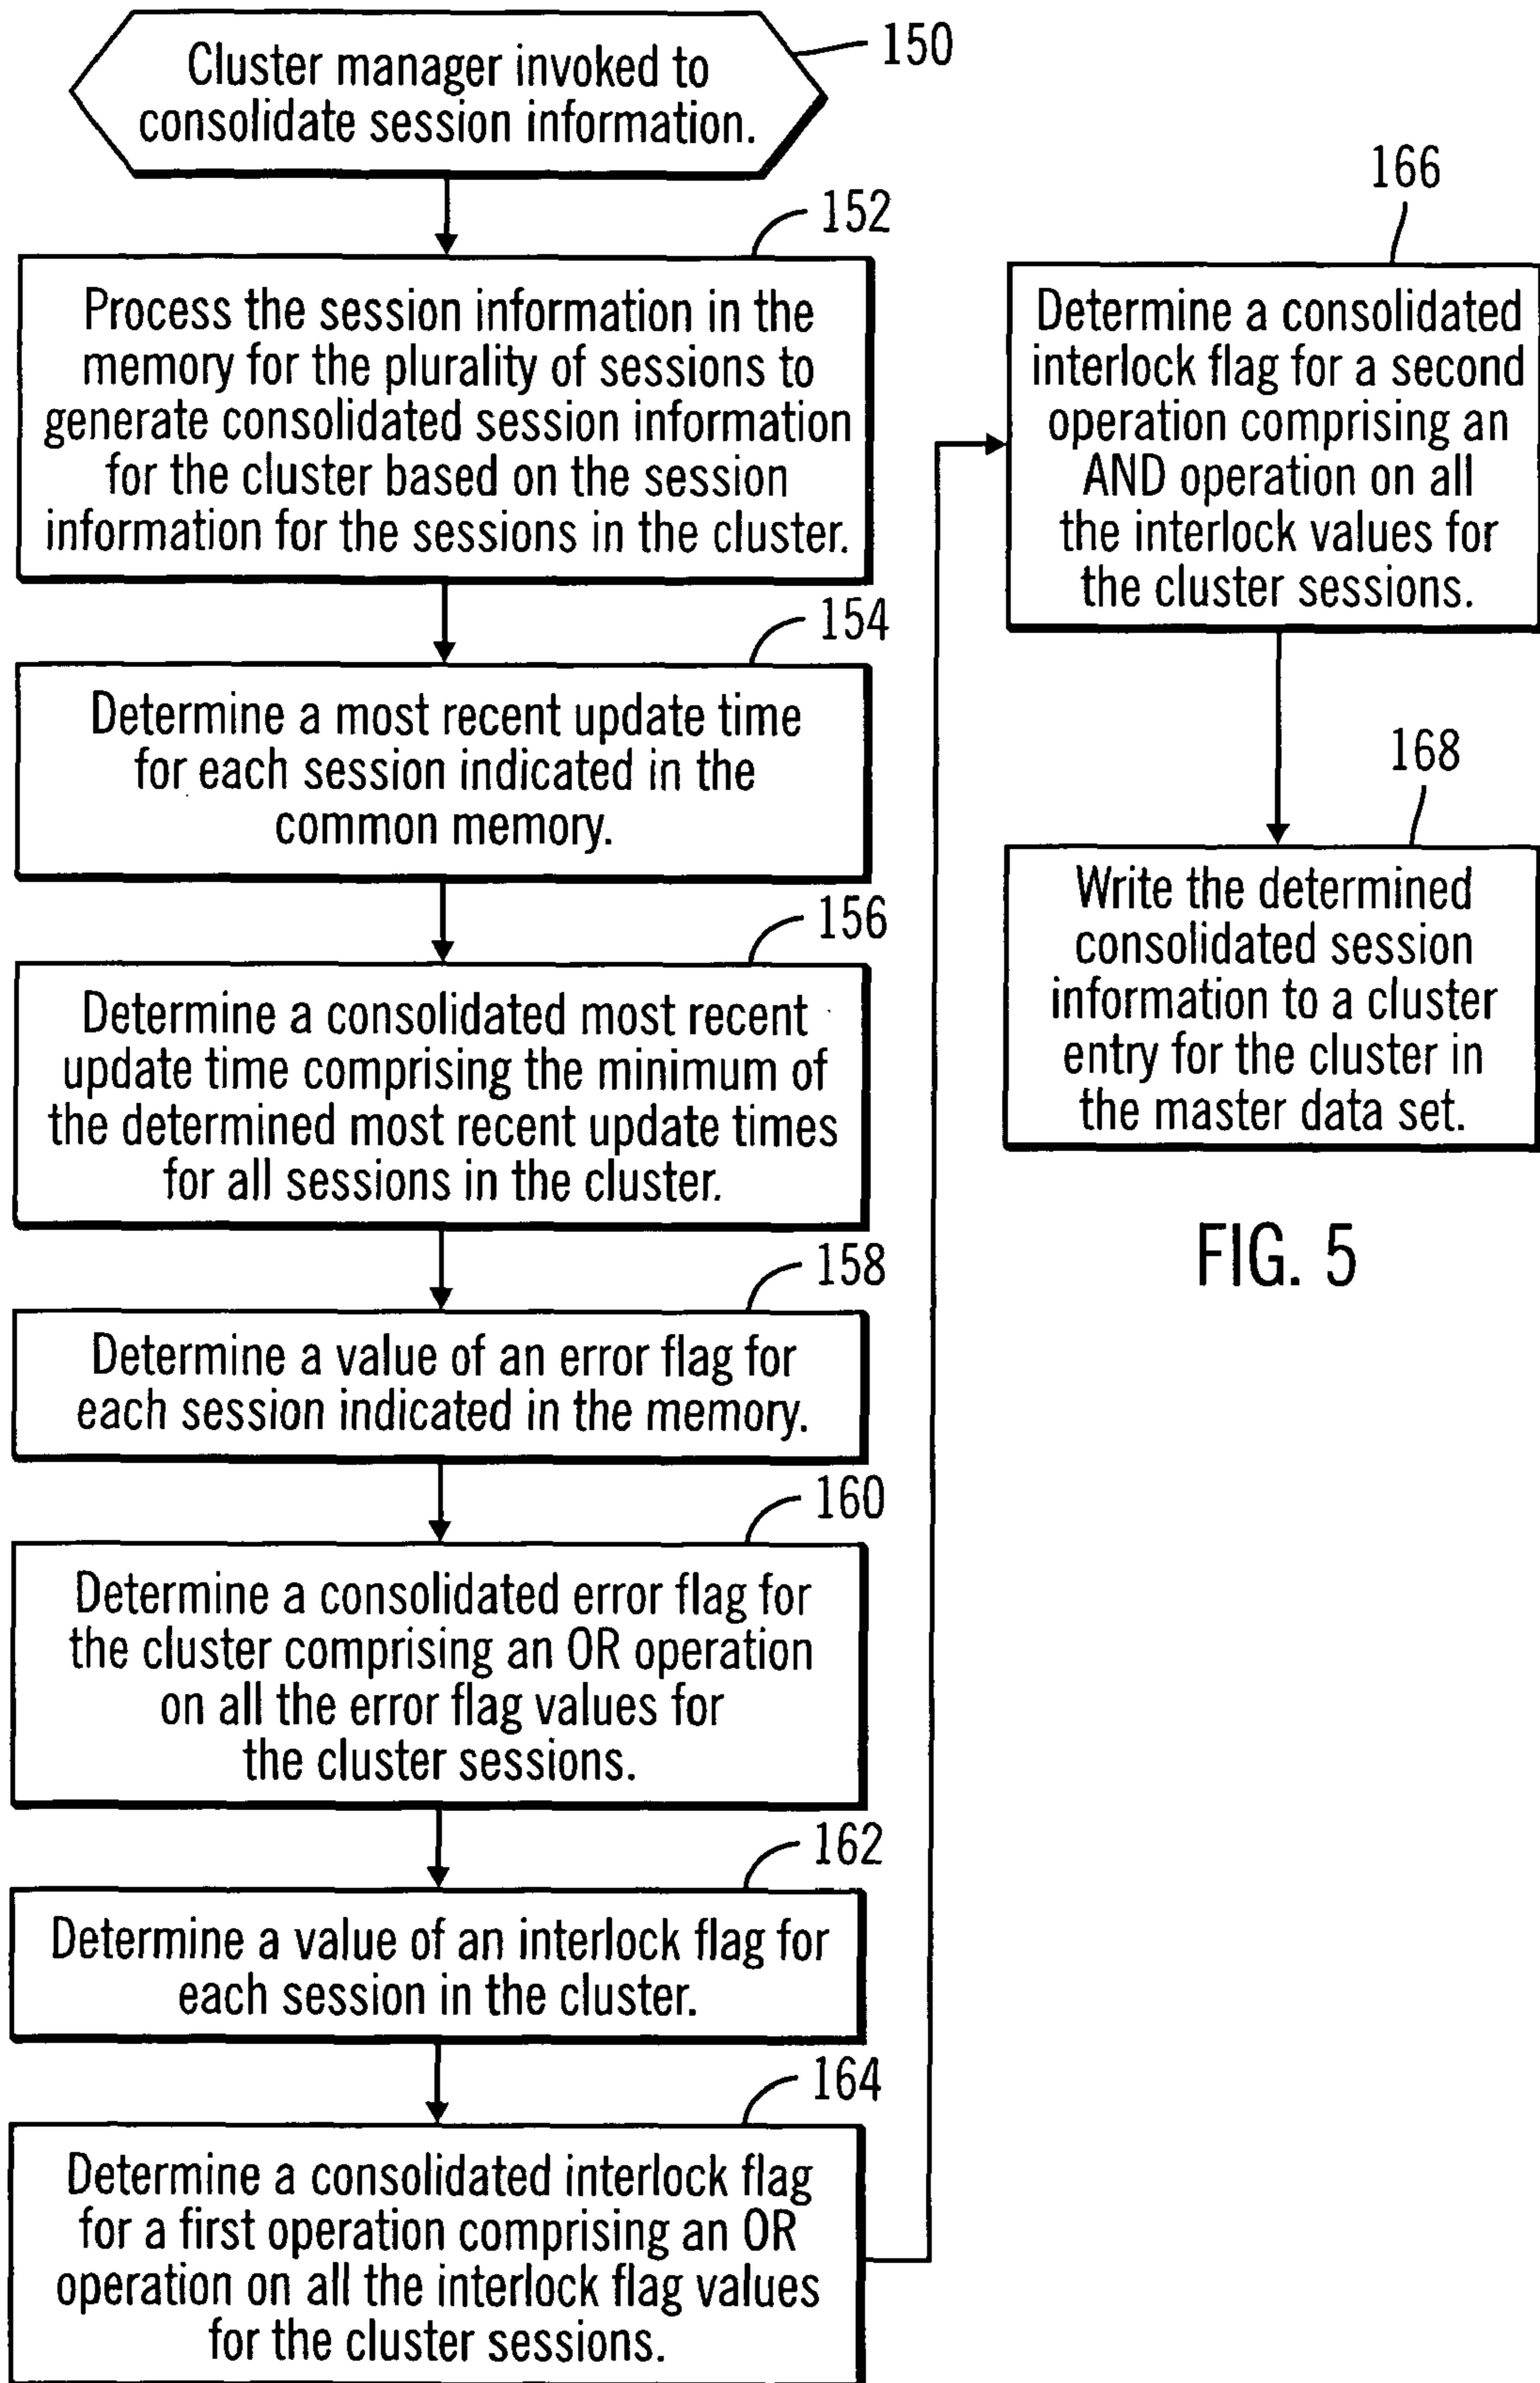 150
Cluster manager invoked to
consolidate session information.
152
Process the session information in the
memory for the plurality of sessions to
generate consolidated session information
for the cluster based on the session
information for the sessions in the cluster.
154
Determine a most recent update time
for each session indicated in the
common memory.
156
Determine a consolidated most recent
update time comprising the minimum of
the determined most recent update times
for all sessions in the cluster.
158
Determine a value of an error flag for
each session indicated in the memory.
160
Determine a consolidated error flag for
the cluster comprising an OR operation
on all the error flag values for
the cluster sessions.
162
Determine a value of an interlock flag for
each session in the cluster.
164
Determine a consolidated interlock flag
for a first operation comprising an OR
operation on all the interlock flag values
for the cluster sessions.
166
Determine a consolidated
interlock flag for a second
operation comprising an
AND operation on all
the interlock values for
the cluster sessions.
168
Write the determined
consolidated session
information to a cluster
entry for the cluster in
the master data set.
FIG. 5